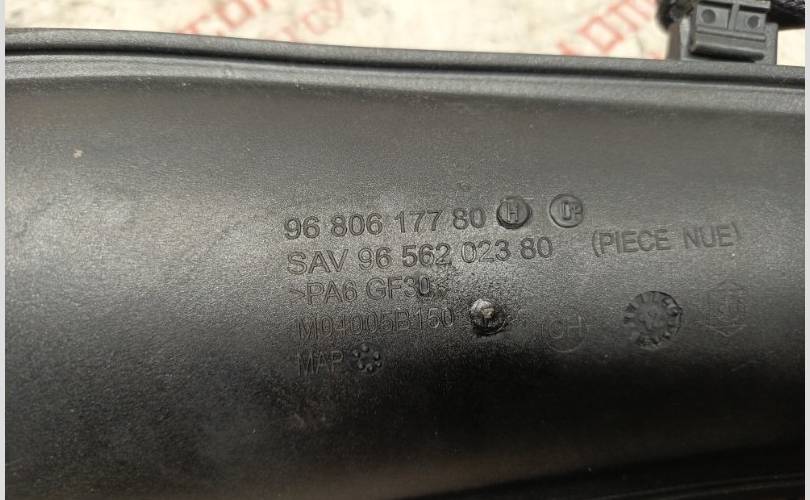 96 806 177 80 H
SAV 96 562 023 80 (PIECE NUE)
>PA6 GF30<
M04005B150
MAP